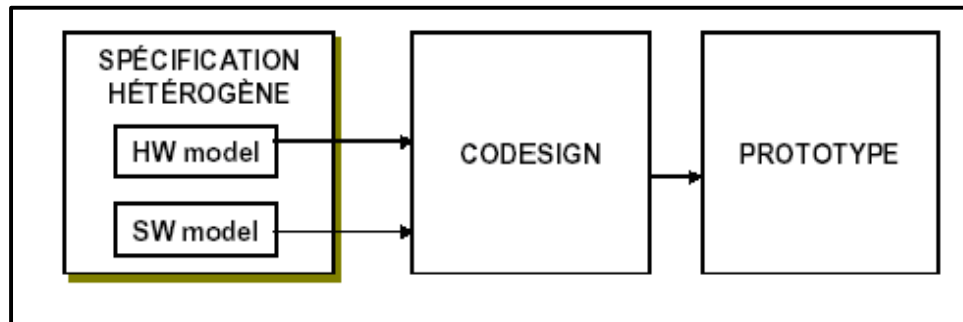 SPÉCIFICATION
HÉTÉROGÈNE
HW model
SW model
CODESIGN
PROTOTYPE